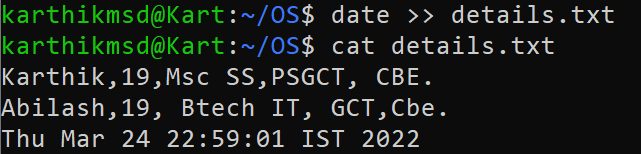 karthikmsd@Kart:~/OS$ date >> details.txt
karthikmsd@Kart:~/OS$ cat details.txt
Karthik,19,Msc SS,PSGCT, CBE.
Abilash,19, Btech IT, GCT,Cbe.
Thu Mar 24 22:59:01 IST 2022